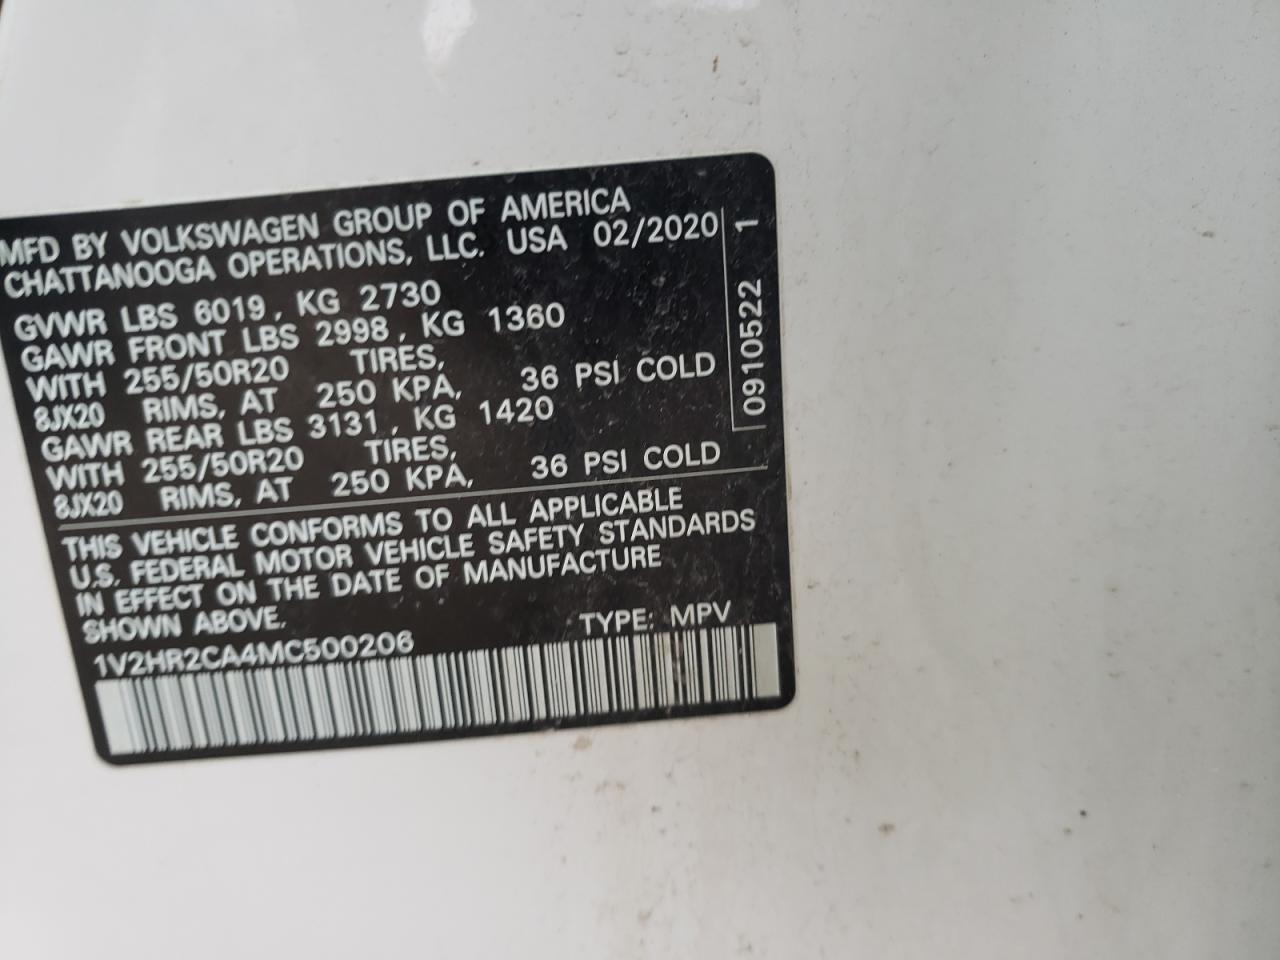 MFD BY VOLKSWAGEN GROUP OF AMERICA
CHATTANOOGA OPERATIONS, LLC. USA 02/2020
GVWR LBS 6019, KG 2730
GAWR FRONT LBS 2998, KG 1360
WITH 255/50R20 TIRES,
8JX20 RIMS, AT 250 KPA, 36 PSI COLD
GAWR REAR LBS 3131, KG 1420
WITH 255/50R20 TIRES,
8JX20 RIMS, AT 250 KPA, 36 PSI COLD
0910522 1
THIS VEHICLE CONFORMS TO ALL APPLICABLE
U.S. FEDERAL MOTOR VEHICLE SAFETY STANDARDS
IN EFFECT ON THE DATE OF MANUFACTURE
SHOWN ABOVE.
TYPE: MPV
1V2HR2CA4MC500206